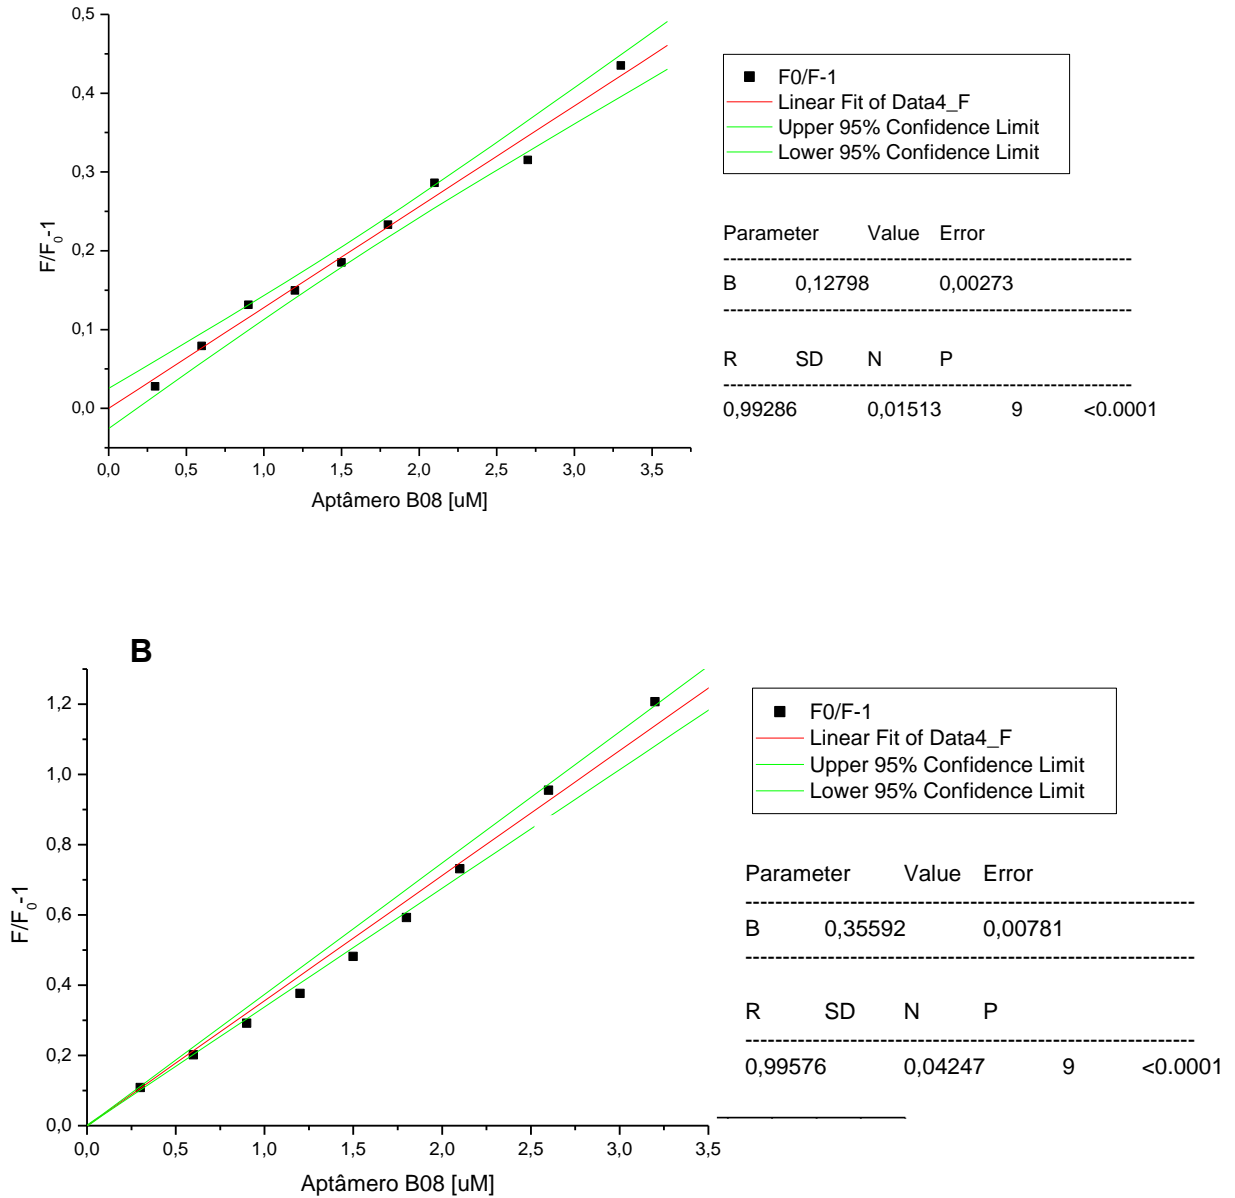 0,5
0,4
0,3
0,2
0,1
0,0
F/F0-1
0,0 0,5 1,0 1,5 2,0 2,5 3,0 3,5
Aptâmero B08 [uM]
F0/F-1
Linear Fit of Data4_F
Upper 95% Confidence Limit
Lower 95% Confidence Limit
Parameter Value Error
B 0,12798 0,00273
R SD N P
0,99286 0,01513 9 <0.0001
B
1,2
1,0
0,8
0,6
0,4
0,2
0,0
F/F0-1
0,0 0,5 1,0 1,5 2,0 2,5 3,0 3,5
Aptâmero B08 [uM]
F0/F-1
Linear Fit of Data4_F
Upper 95% Confidence Limit
Lower 95% Confidence Limit
Parameter Value Error
B 0,35592 0,00781
R SD N P
0,99576 0,04247 9 <0.0001